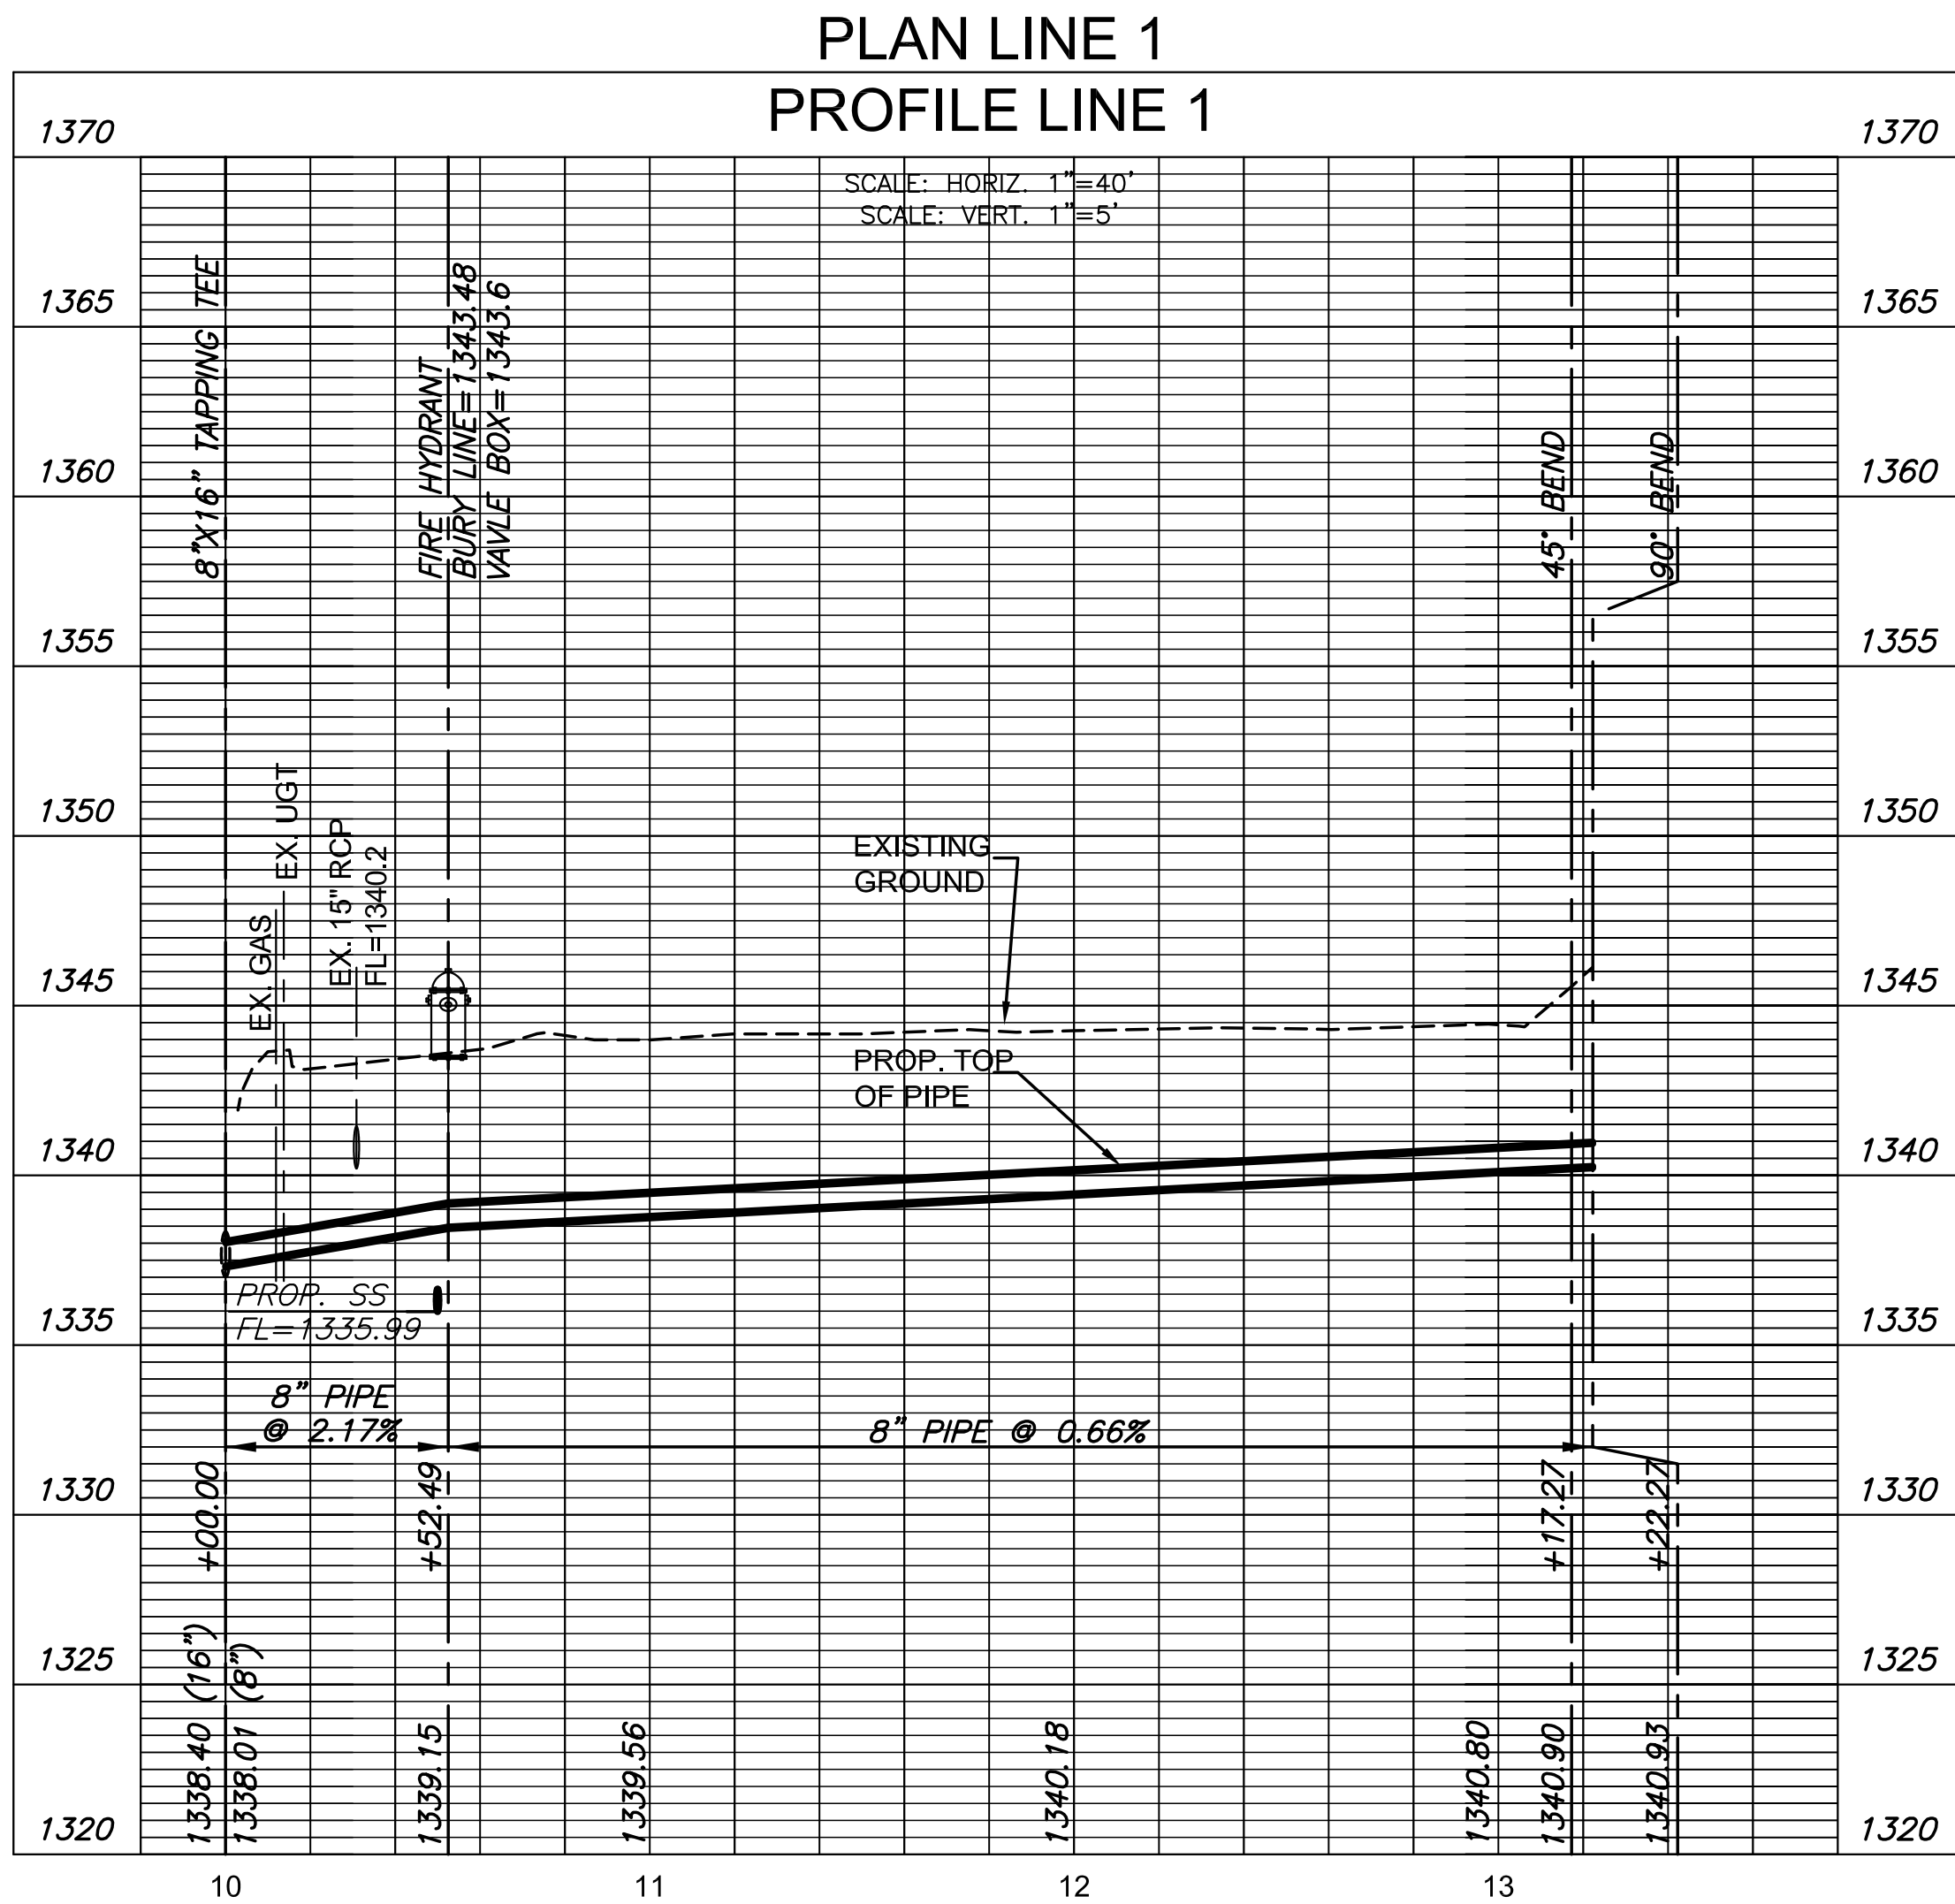 PLAN LINE 1
PROFILE LINE 1
SCALE: HORIZ. 1"=40'
SCALE: VERT. 1"=5'
1370
1370
1365
1365
1360
1360
1355
1355
1350
1350
1345
1345
1340
1340
1335
1335
1330
1330
1325
1325
1320
1320
8"X16" TAPPING TEE
FIRE HYDRANT
BURY LINE=1343.48
VAVLE BOX=1343.6
45° BEND
90° BEND
EX. GAS
EX. UGT
EX. 15" RCP
FL=1340.2
EXISTING
GROUND
PROP. TOP
OF PIPE
PROP. SS
FL=1335.99
8" PIPE
@ 2.17%
8" PIPE @ 0.66%
+00.00
+52.49
+17.27
+22.27
1338.40 (16")
1338.01 (8")
1339.15
1339.56
1340.18
1340.80
1340.90
1340.93
10
11
12
13